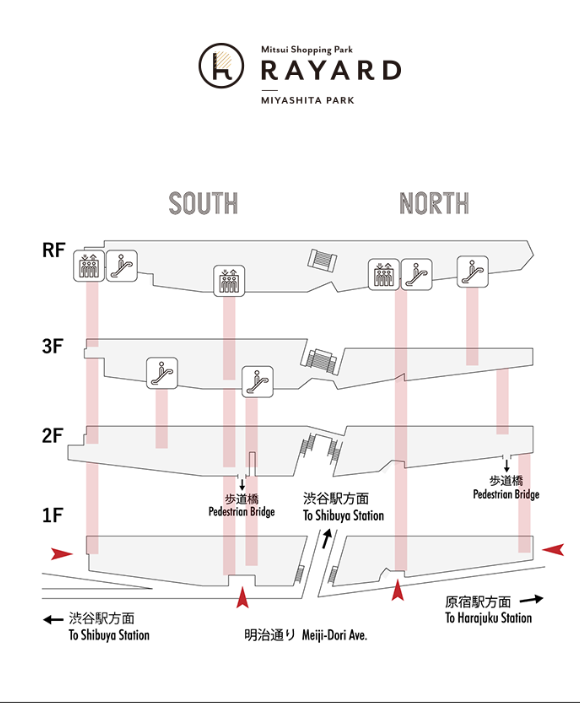 Mitsui Shopping Park
RAYARD
MIYASHITA PARK
SOUTH
NORTH
RF
3F
2F
歩道橋
Pedestrian Bridge
渋谷駅方面
To Shibuya Station
歩道橋
Pedestrian Bridge
1F
渋谷駅方面
To Shibuya Station
明治通り Meiji-Dori Ave.
原宿駅方面
To Harajuku Station